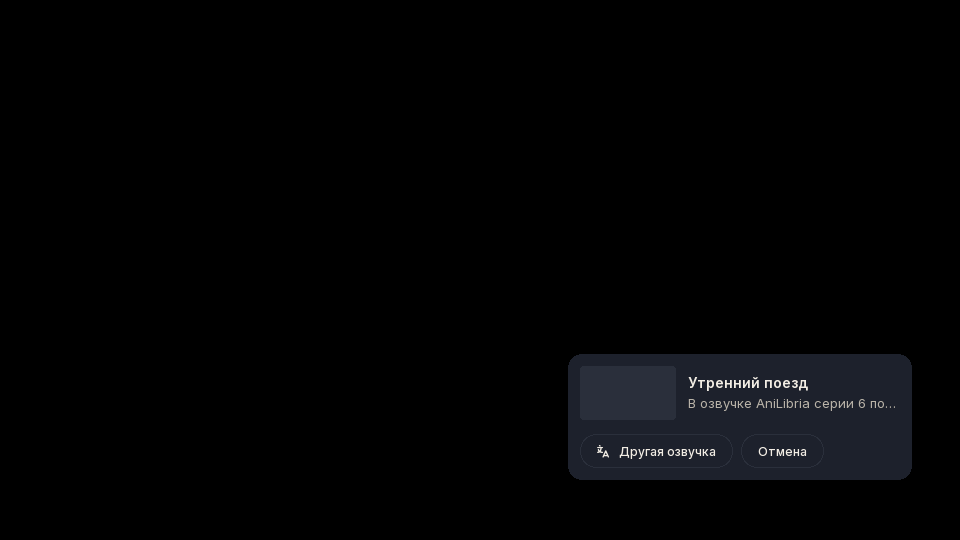 Утренний поезд
В озвучке AniLibria серии 6 по…
Другая озвучка
Отмена